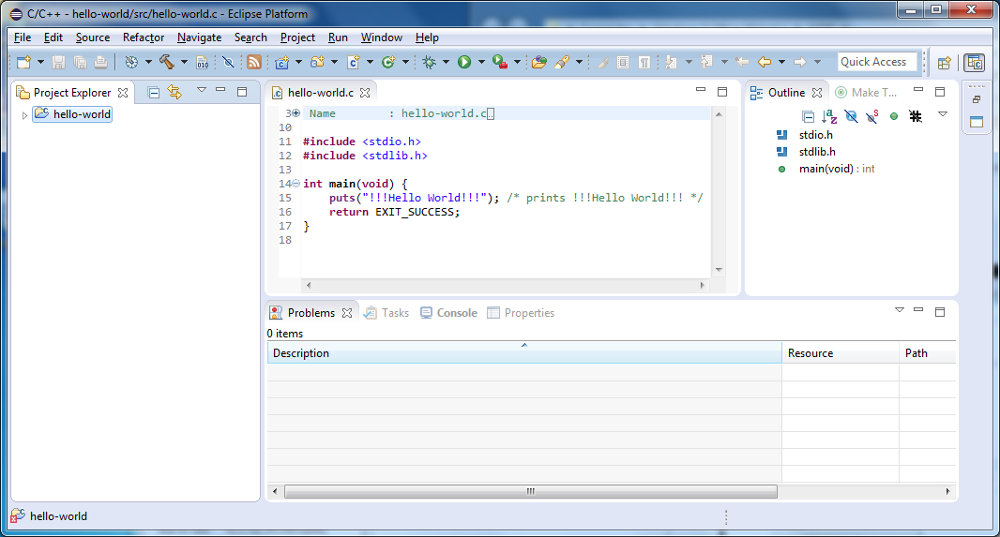 C/C++ - hello-world/src/hello-world.c - Eclipse Platform
File Edit Source Refactor Navigate Search Project Run Window Help
010
Quick Access
Project Explorer
hello-world
hello-world.c
3 Name : hello-world.c
10
11 #include <stdio.h>
12 #include <stdlib.h>
13
14 int main(void) {
15 puts("!!!Hello World!!!"); /* prints !!!Hello World!!! */
16 return EXIT_SUCCESS;
17 }
18
Outline
Make T...
stdio.h
stdlib.h
main(void) : int
Problems Tasks Console Properties
0 items
Description Resource Path
hello-world